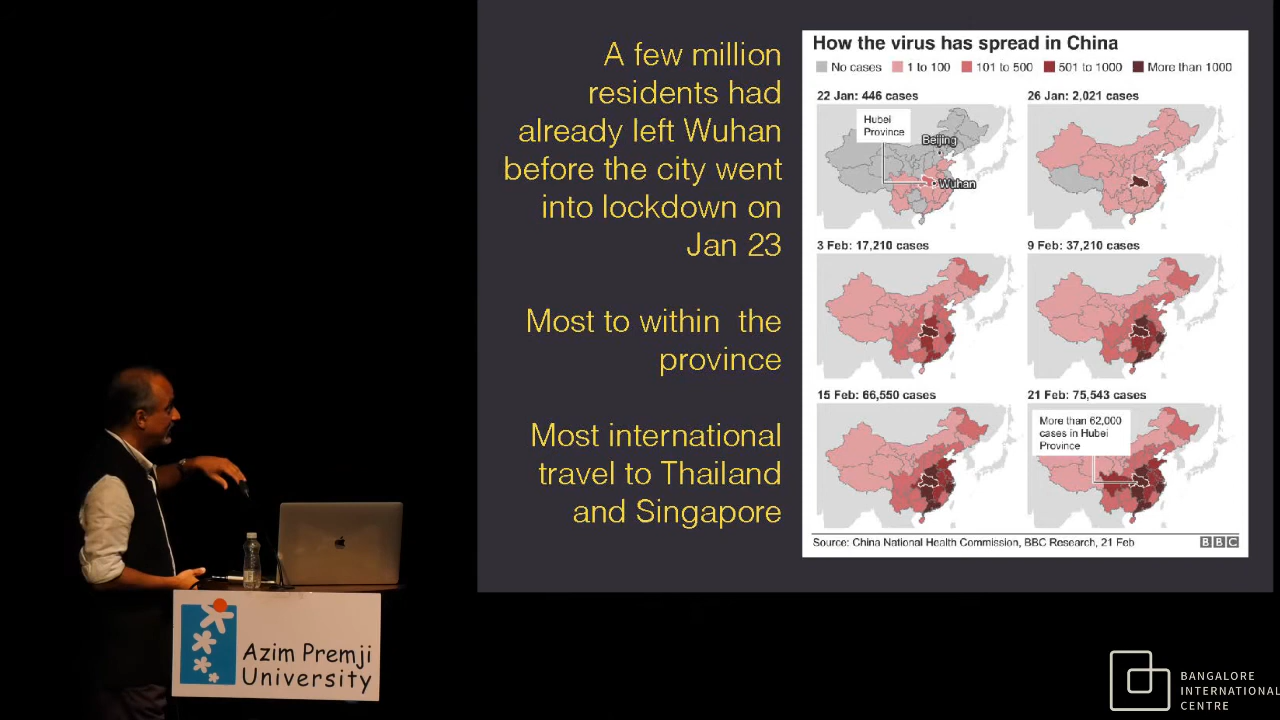 A few million
residents had
already left Wuhan
before the city went
into lockdown on
Jan 23
Most to within the
province
Most international
travel to Thailand
and Singapore
How the virus has spread in China
No cases 1 to 100 101 to 500 501 to 1000 More than 1000
22 Jan: 446 cases
Hubei
Province
Beijing
Wuhan
26 Jan: 2,021 cases
3 Feb: 17,210 cases
9 Feb: 37,210 cases
15 Feb: 66,550 cases
21 Feb: 75,543 cases
More than 62,000
cases in Hubei
Province
Source: China National Health Commission, BBC Research, 21 Feb
BBC
Azim Premji
University
BANGALORE
INTERNATIONAL
CENTRE